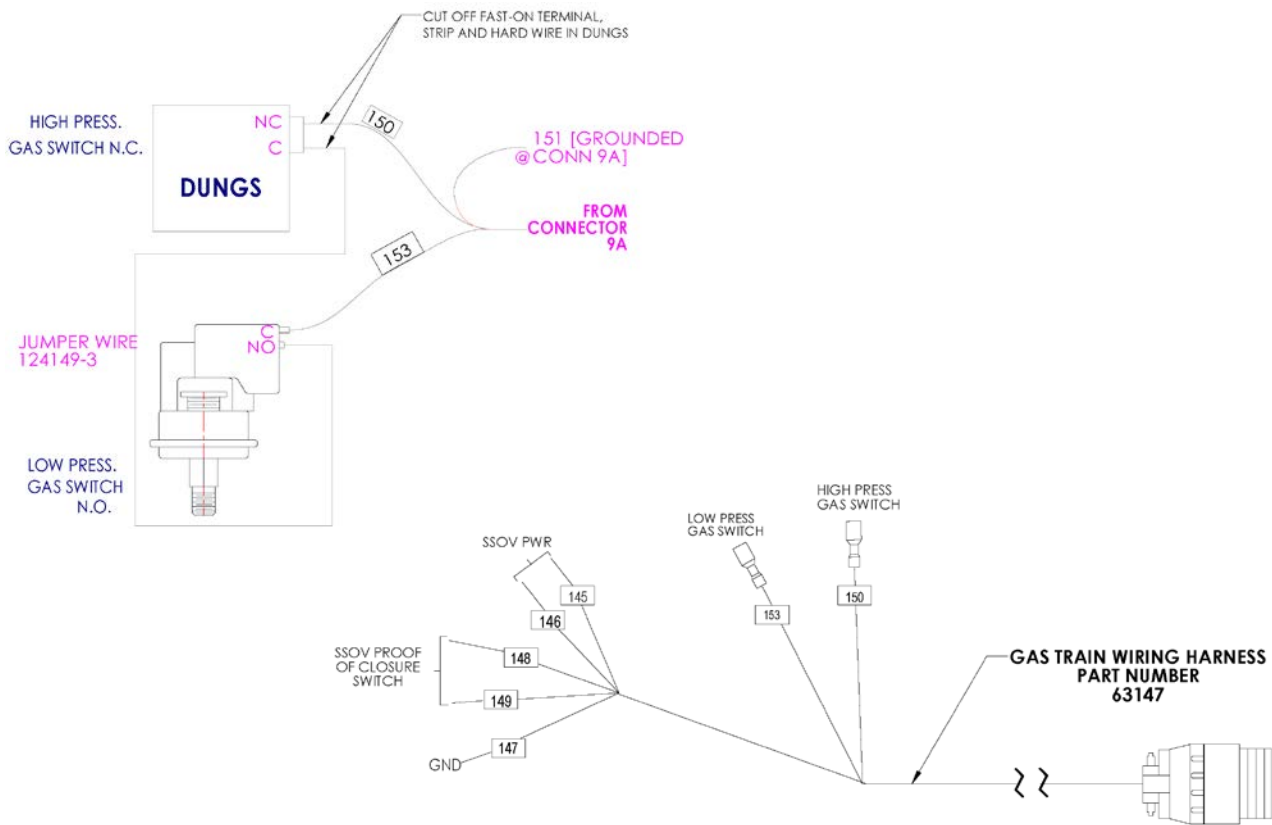 CUT OFF FAST-ON TERMINAL,
STRIP AND HARD WIRE IN DUNGS
HIGH PRESS.
GAS SWITCH N.C.
NC
C
DUNGS
150
151 [GROUNDED
@ CONN 9A]
FROM
CONNECTOR
9A
153
JUMPER WIRE
124149-3
C
NO
LOW PRESS.
GAS SWITCH
N.O.
SSOV PWR
LOW PRESS
GAS SWITCH
HIGH PRESS
GAS SWITCH
145
146
153
150
SSOV PROOF
OF CLOSURE
SWITCH
148
149
147
GND
GAS TRAIN WIRING HARNESS
PART NUMBER
63147